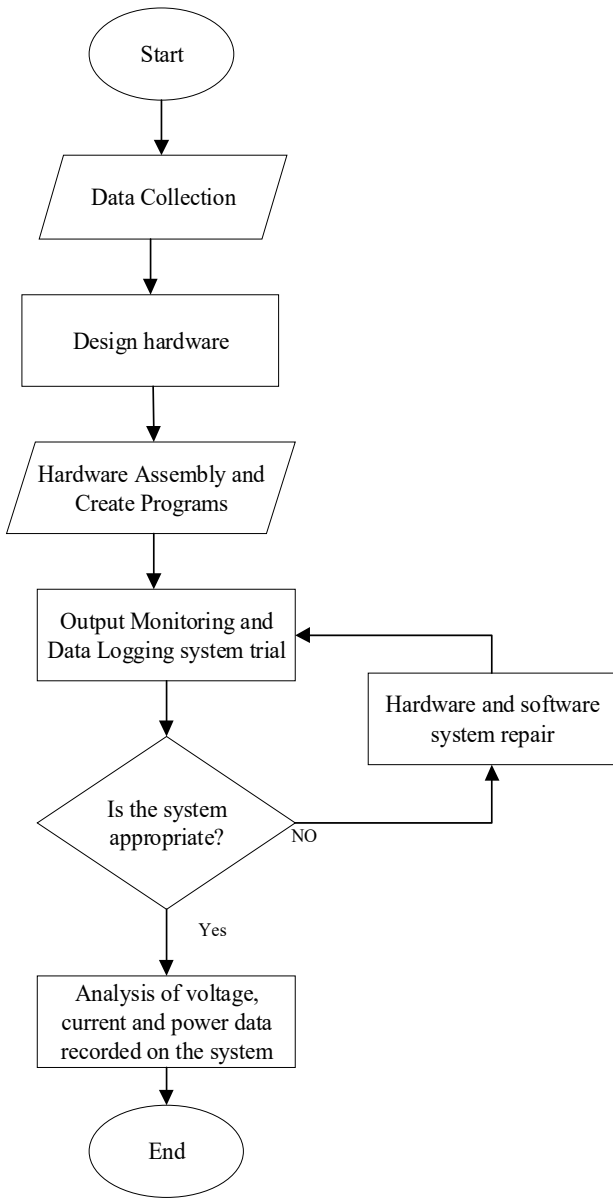 Start
Data Collection
Design hardware
Hardware Assembly and
Create Programs
Output Monitoring and
Data Logging system trial
Hardware and software
system repair
Is the system
appropriate?
NO
Yes
Analysis of voltage,
current and power data
recorded on the system
End